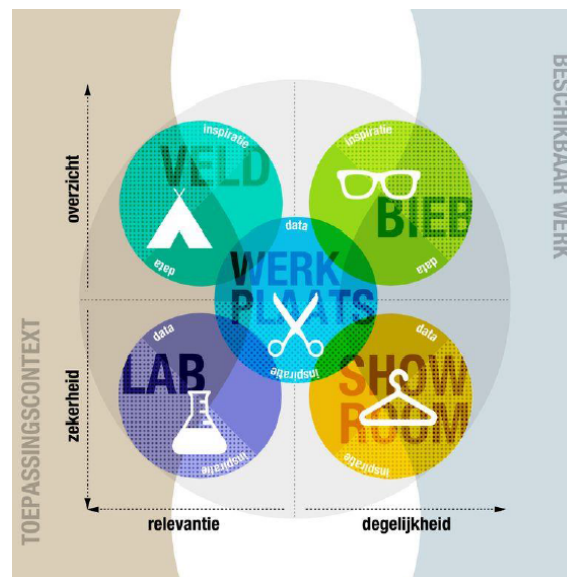 BESCHIKBAAR WERK
inspiratie
VELD
data
inspiratie
BIEB
data
overzicht
data
WERK
PLAATS
inspiratie
TOEPASSINGSCONTEXT
zekerheid
data
LAB
inspiratie
data
SHOW
ROOM
inspiratie
relevantie
degelijkheid